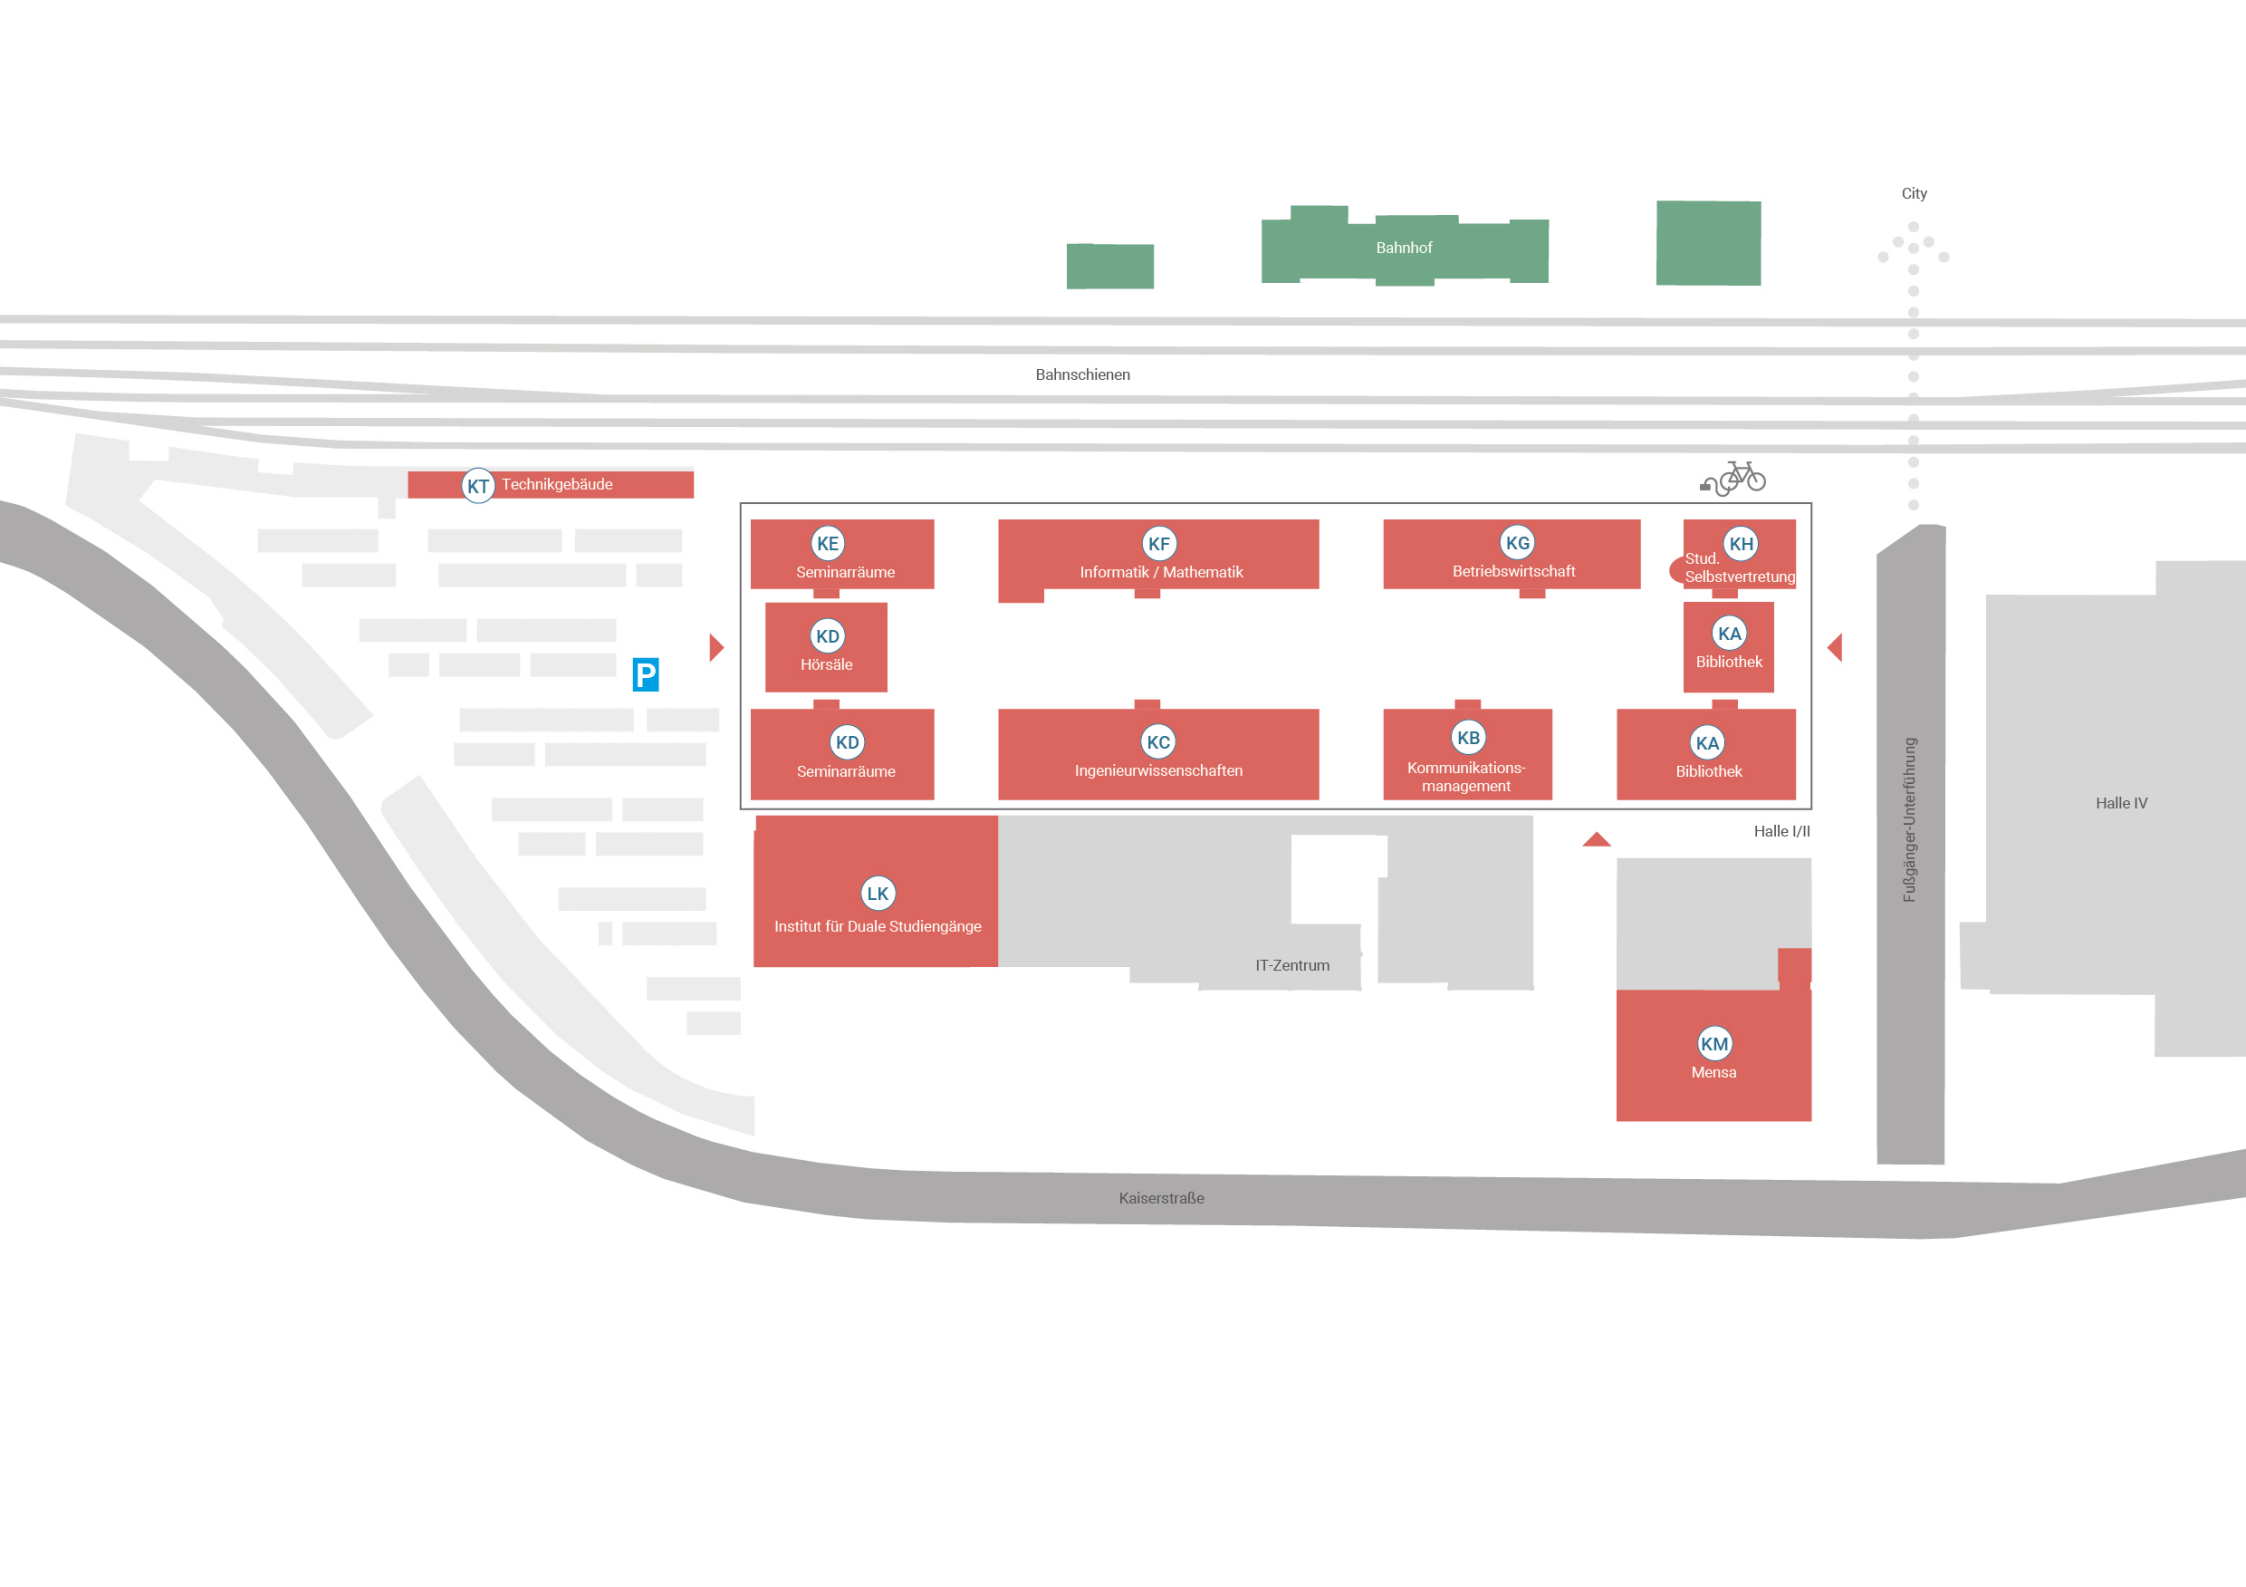 City
Bahnhof
Bahnschienen
KT Technikgebäude
KE
Seminarräume
KF
Informatik / Mathematik
KG
Betriebswirtschaft
KH
Stud.
Selbstvertretung
KD
Hörsäle
KA
Bibliothek
P
KD
Seminarräume
KC
Ingenieurwissenschaften
KB
Kommunikations-
management
KA
Bibliothek
Halle I/II
Fußgänger-Unterführung
Halle IV
LK
Institut für Duale Studiengänge
IT-Zentrum
KM
Mensa
Kaiserstraße